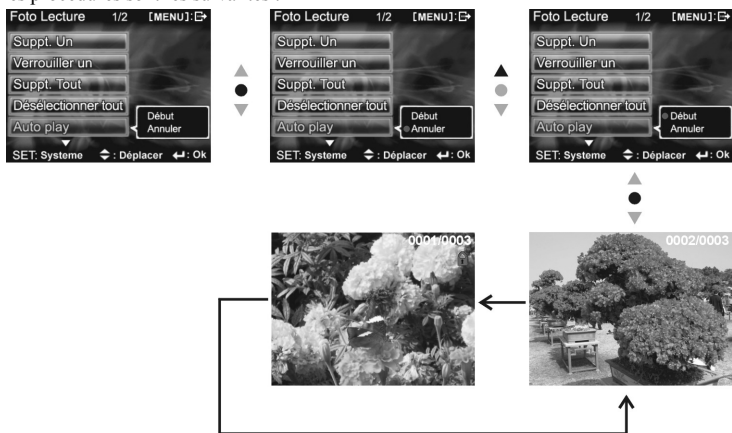 Foto Lecture 1/2 [MENU]:
Suppt. Un
Verrouiller un
Suppt. Tout
Désélectionner tout
Auto play
Début
Annuler
SET: Systeme : Déplacer : Ok
Foto Lecture 1/2 [MENU]:
Suppt. Un
Verrouiller un
Suppt. Tout
Désélectionner tout
Auto play
Début
Annuler
SET: Systeme : Déplacer : Ok
Foto Lecture 1/2 [MENU]:
Suppt. Un
Verrouiller un
Suppt. Tout
Désélectionner tout
Auto play
Début
Annuler
SET: Systeme : Déplacer : Ok
0001/0003
0002/0003